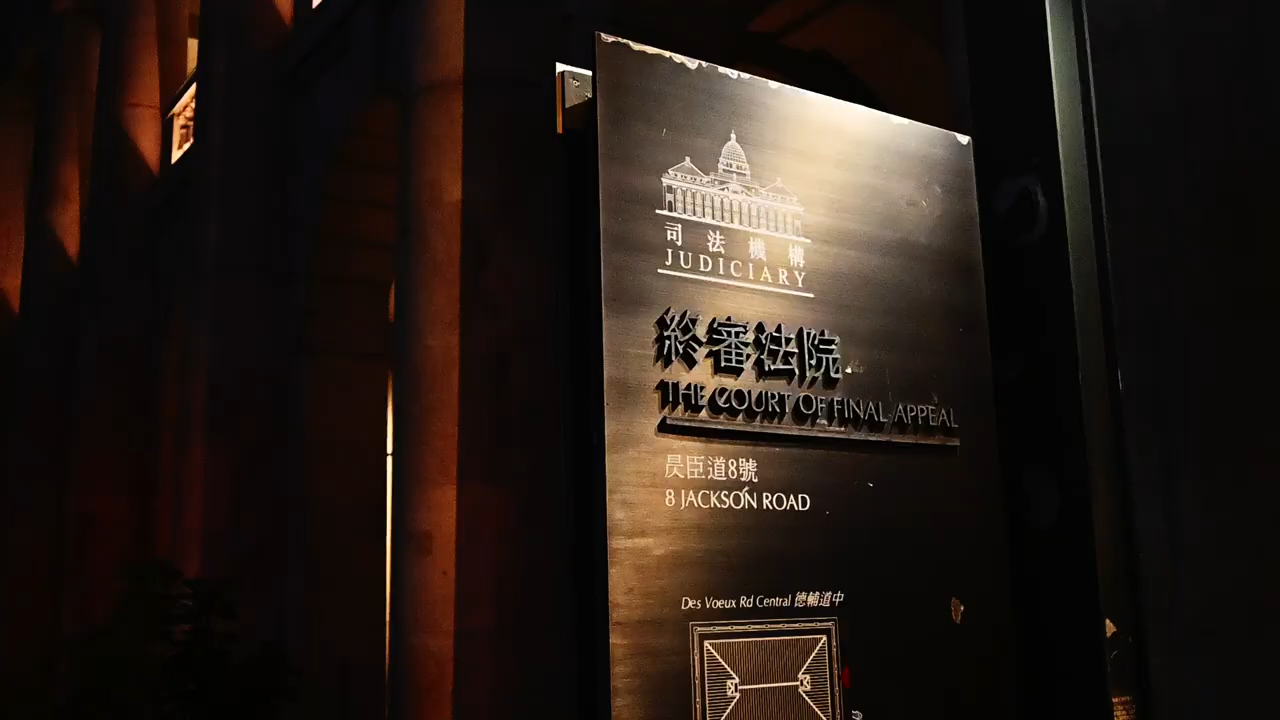 司法機構
JUDICIARY
終審法院
THE COURT OF FINAL APPEAL
昃臣道8號
8 JACKSON ROAD
Des Voeux Rd Central 德輔道中